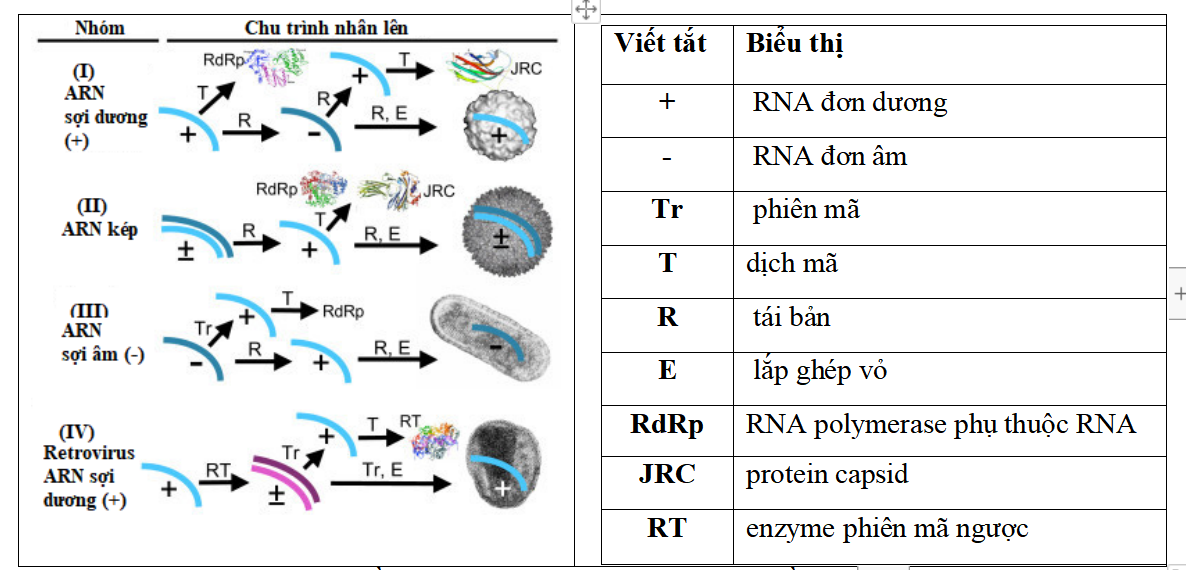 Nhóm
Chu trình nhân lên
(I)
ARN
sợi dương
(+)
RdRp
T
+
R
-
R
+
T
JRC
R, E
+
(II)
ARN kép
±
R
+
T
RdRp
JRC
R, E
±
(III)
ARN
sợi âm (-)
-
Tr
+
T
RdRp
R
+
R, E
-
(IV)
Retrovirus
ARN sợi
dương (+)
+
RT
±
Tr
+
T
RT
Tr, E
+
Viết tắt Biểu thị
+ RNA đơn dương
- RNA đơn âm
Tr phiên mã
T dịch mã
R tái bản
E lắp ghép vỏ
RdRp RNA polymerase phụ thuộc RNA
JRC protein capsid
RT enzyme phiên mã ngược